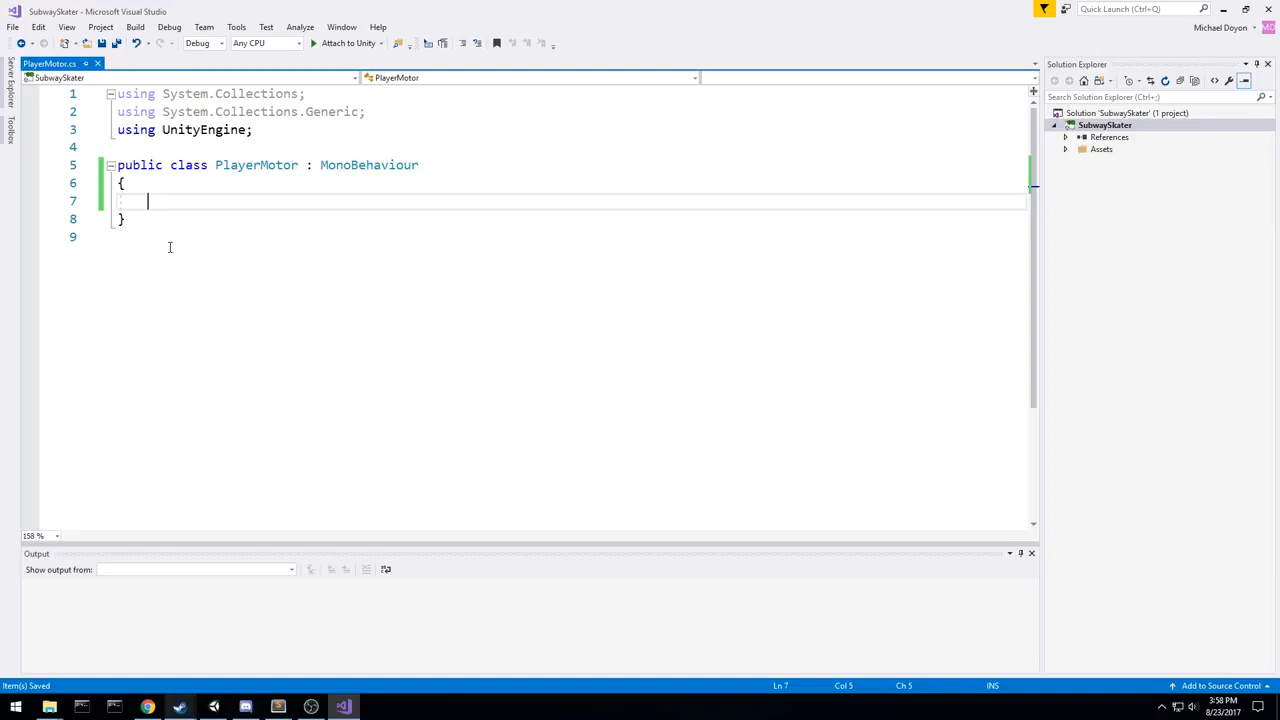 SubwaySkater - Microsoft Visual Studio
Quick Launch (Ctrl+Q)
File Edit View Project Build Debug Team Tools Test Analyze Window Help
Michael Doyon
MD
Debug Any CPU Attach to Unity
Server Explorer
Toolbox
PlayerMotor.cs
SubwaySkater PlayerMotor
1 using System.Collections;
2 using System.Collections.Generic;
3 using UnityEngine;
4
5 public class PlayerMotor : MonoBehaviour
6 {
7
8 }
9
158 %
Solution Explorer
Search Solution Explorer (Ctrl+;)
Solution 'SubwaySkater' (1 project)
SubwaySkater
References
Assets
Output
Show output from:
Item(s) Saved Ln 7 Col 5 Ch 5 INS Add to Source Control
3:58 PM
8/23/2017